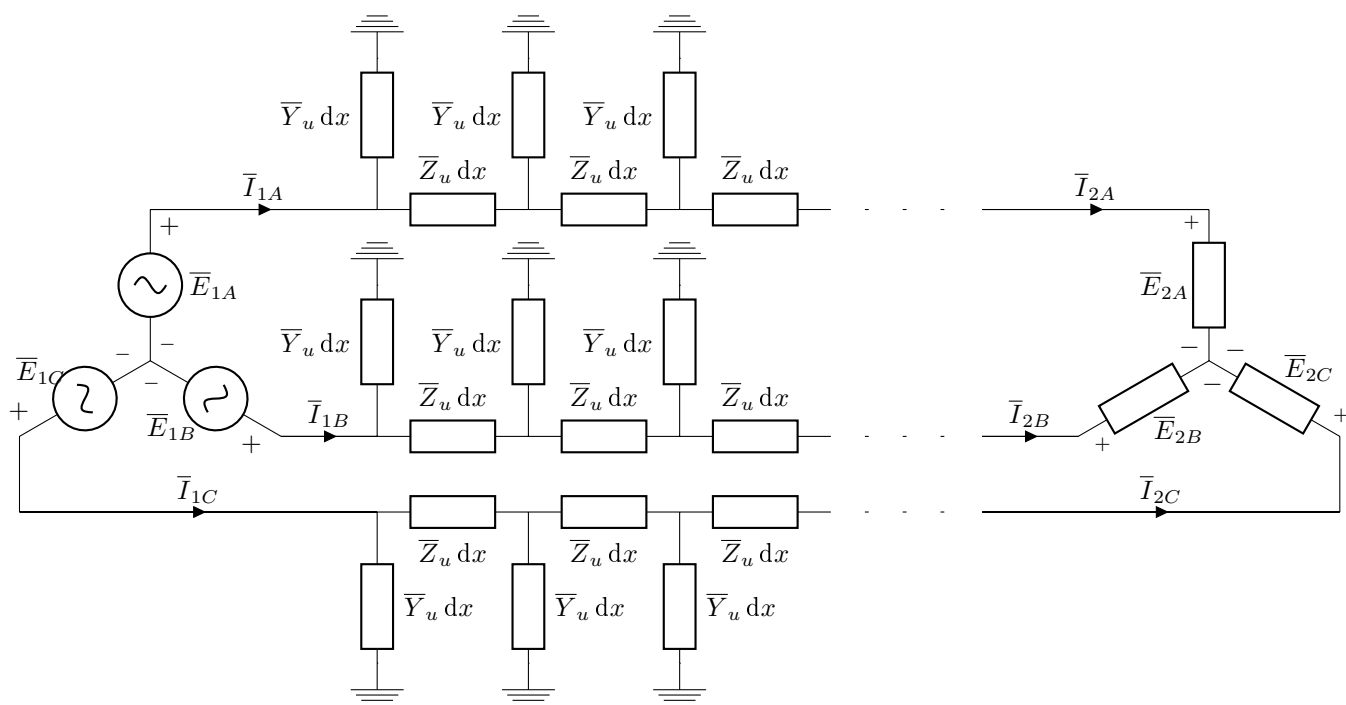 Y̅u dx Y̅u dx Y̅u dx
I̅1A Z̅u dx Z̅u dx Z̅u dx I̅2A
+ +
E̅1A E̅2A
− − − −
E̅1C − − E̅2C
Y̅u dx Y̅u dx Y̅u dx
+ E̅1B + I̅1B Z̅u dx Z̅u dx Z̅u dx I̅2B + E̅2B +
I̅1C I̅2C
Z̅u dx Z̅u dx Z̅u dx
Y̅u dx Y̅u dx Y̅u dx